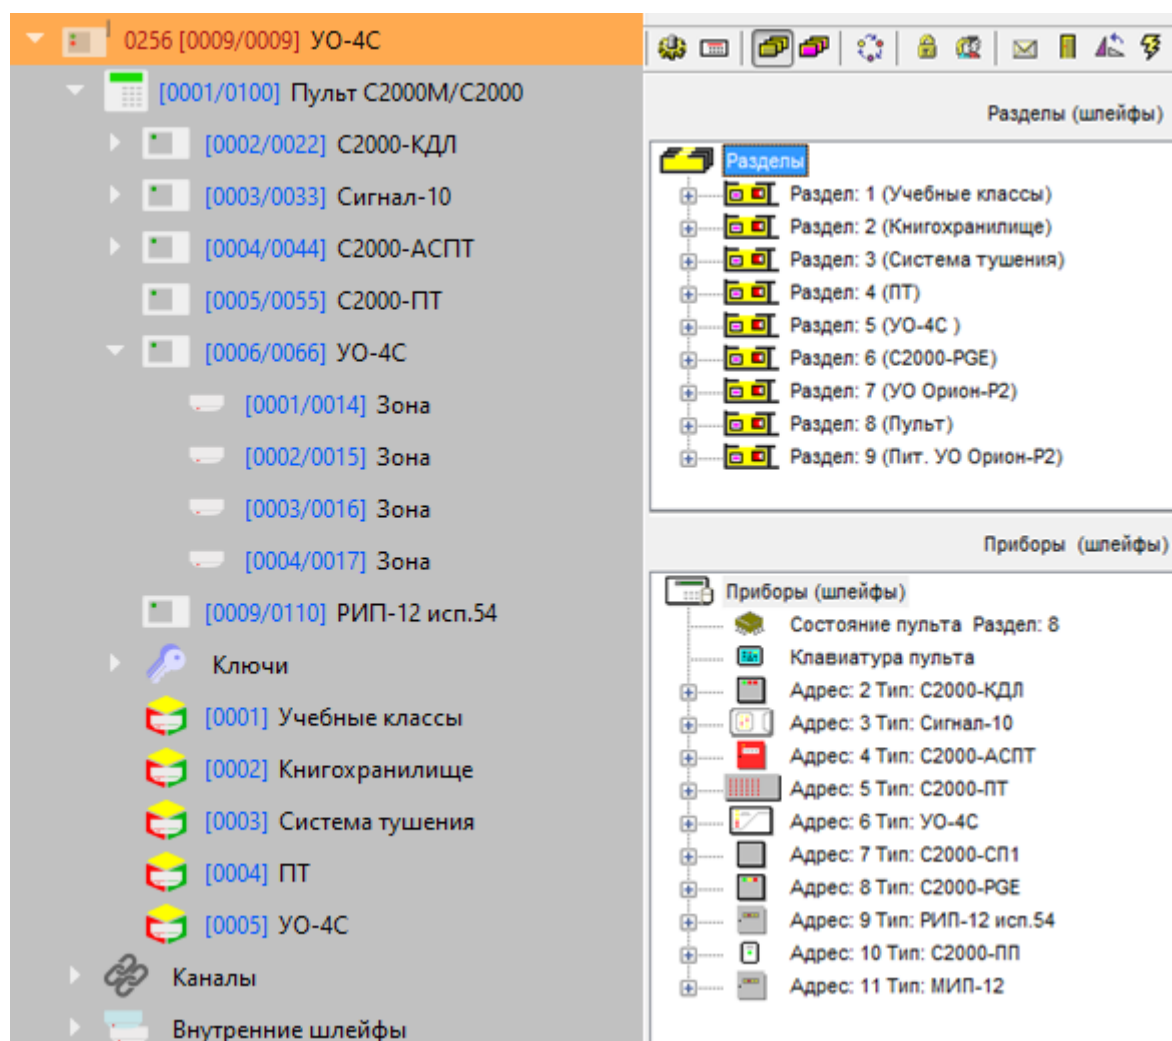 0256 [0009/0009] УО-4С
[0001/0100] Пульт С2000М/С2000
[0002/0022] С2000-КДЛ
[0003/0033] Сигнал-10
[0004/0044] С2000-АСПТ
[0005/0055] С2000-ПТ
[0006/0066] УО-4С
[0001/0014] Зона
[0002/0015] Зона
[0003/0016] Зона
[0004/0017] Зона
[0009/0110] РИП-12 исп.54
Ключи
[0001] Учебные классы
[0002] Книгохранилище
[0003] Система тушения
[0004] ПТ
[0005] УО-4С
Каналы
Внутренние шлейфы
Разделы (шлейфы)
Разделы
Раздел: 1 (Учебные классы)
Раздел: 2 (Книгохранилище)
Раздел: 3 (Система тушения)
Раздел: 4 (ПТ)
Раздел: 5 (УО-4С )
Раздел: 6 (С2000-PGE)
Раздел: 7 (УО Орион-Р2)
Раздел: 8 (Пульт)
Раздел: 9 (Пит. УО Орион-Р2)
Приборы (шлейфы)
Приборы (шлейфы)
Состояние пульта Раздел: 8
Клавиатура пульта
Адрес: 2 Тип: С2000-КДЛ
Адрес: 3 Тип: Сигнал-10
Адрес: 4 Тип: С2000-АСПТ
Адрес: 5 Тип: С2000-ПТ
Адрес: 6 Тип: УО-4С
Адрес: 7 Тип: С2000-СП1
Адрес: 8 Тип: С2000-PGE
Адрес: 9 Тип: РИП-12 исп.54
Адрес: 10 Тип: С2000-ПП
Адрес: 11 Тип: МИП-12